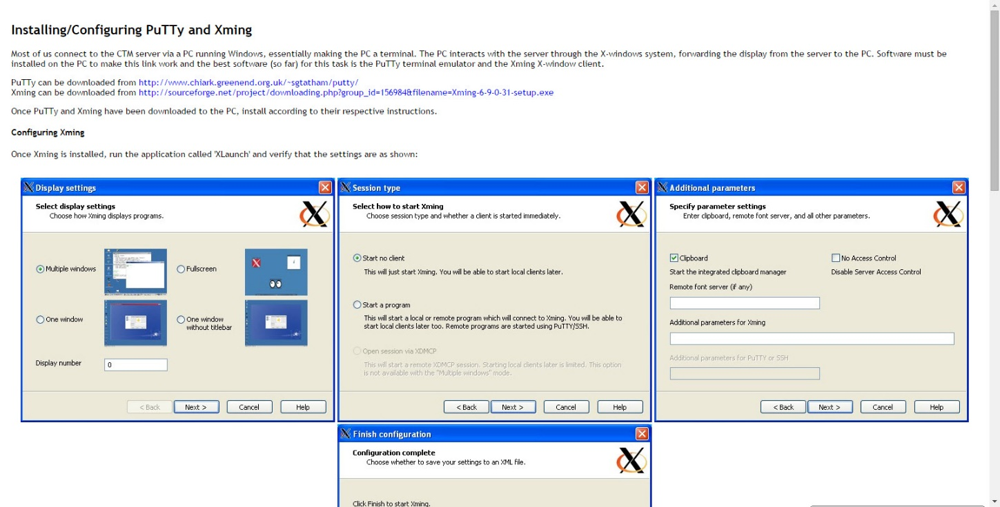 Installing/Configuring PuTTy and Xming
Most of us connect to the CTM server via a PC running Windows, essentially making the PC a terminal. The PC interacts with the server through the X-windows system, forwarding the display from the server to the PC. Software must be
installed on the PC to make this link work and the best software (so far) for this task is the PuTTy terminal emulator and the Xming X-window client.
PuTTy can be downloaded from http://www.chiark.greenend.org.uk/~sgtatham/putty/
Xming can be downloaded from http://sourceforge.net/project/downloading.php?group_id=156984&filename=Xming-6-9-0-31-setup.exe
Once PuTTy and Xming have been downloaded to the PC, install according to their respective instructions.
Configuring Xming
Once Xming is installed, run the application called 'XLaunch' and verify that the settings are as shown:
Display settings
Select display settings
Choose how Xming displays programs.
Multiple windows
Fullscreen
One window
One window
without titlebar
Display number
0
< Back
Next >
Cancel
Help
Session type
Select how to start Xming
Choose session type and whether a client is started immediately.
Start no client
This will just start Xming. You will be able to start local clients later.
Start a program
This will start a local or remote program which will connect to Xming. You will be able to
start local clients later too. Remote programs are started using PuTTY/SSH.
Open session via XDMCP
This will start a remote XDMCP session. Starting local clients later is limited. This option
is not available with the "Multiple windows" mode.
< Back
Next >
Cancel
Help
Additional parameters
Specify parameter settings
Enter clipboard, remote font server, and all other parameters.
Clipboard
No Access Control
Start the integrated clipboard manager
Disable Server Access Control
Remote font server (if any)
Additional parameters for Xming
Additional parameters for PuTTY or SSH
< Back
Next >
Cancel
Help
Finish configuration
Configuration complete
Choose whether to save your settings to an XML file.
Click Finish to start Xming.